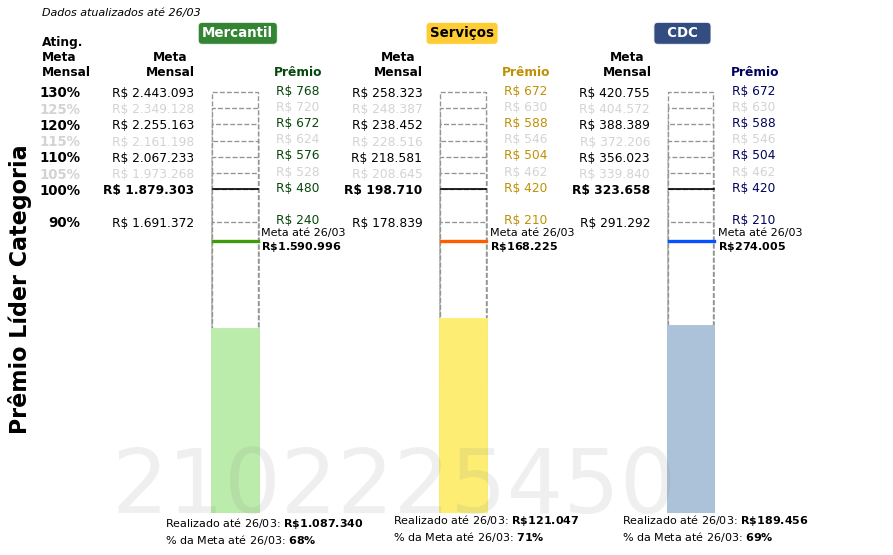 Dados atualizados até 26/03
Mercantil Serviços CDC
Ating.
Meta Meta Meta Meta
Mensal Mensal Prêmio Mensal Prêmio Mensal Prêmio
130% R$ 2.443.093 R$ 768 R$ 258.323 R$ 672 R$ 420.755 R$ 672
125% R$ 2.349.128 R$ 720 R$ 248.387 R$ 630 R$ 404.572 R$ 630
120% R$ 2.255.163 R$ 672 R$ 238.452 R$ 588 R$ 388.389 R$ 588
115% R$ 2.161.198 R$ 624 R$ 228.516 R$ 546 R$ 372.206 R$ 546
110% R$ 2.067.233 R$ 576 R$ 218.581 R$ 504 R$ 356.023 R$ 504
105% R$ 1.973.268 R$ 528 R$ 208.645 R$ 462 R$ 339.840 R$ 462
100% R$ 1.879.303 R$ 480 R$ 198.710 R$ 420 R$ 323.658 R$ 420
90% R$ 1.691.372 R$ 240 R$ 178.839 R$ 210 R$ 291.292 R$ 210
Meta até 26/03 Meta até 26/03 Meta até 26/03
R$1.590.996 R$168.225 R$274.005
Prêmio Líder Categoria
2102225450
Realizado até 26/03: R$1.087.340 Realizado até 26/03: R$121.047 Realizado até 26/03: R$189.456
% da Meta até 26/03: 68% % da Meta até 26/03: 71% % da Meta até 26/03: 69%